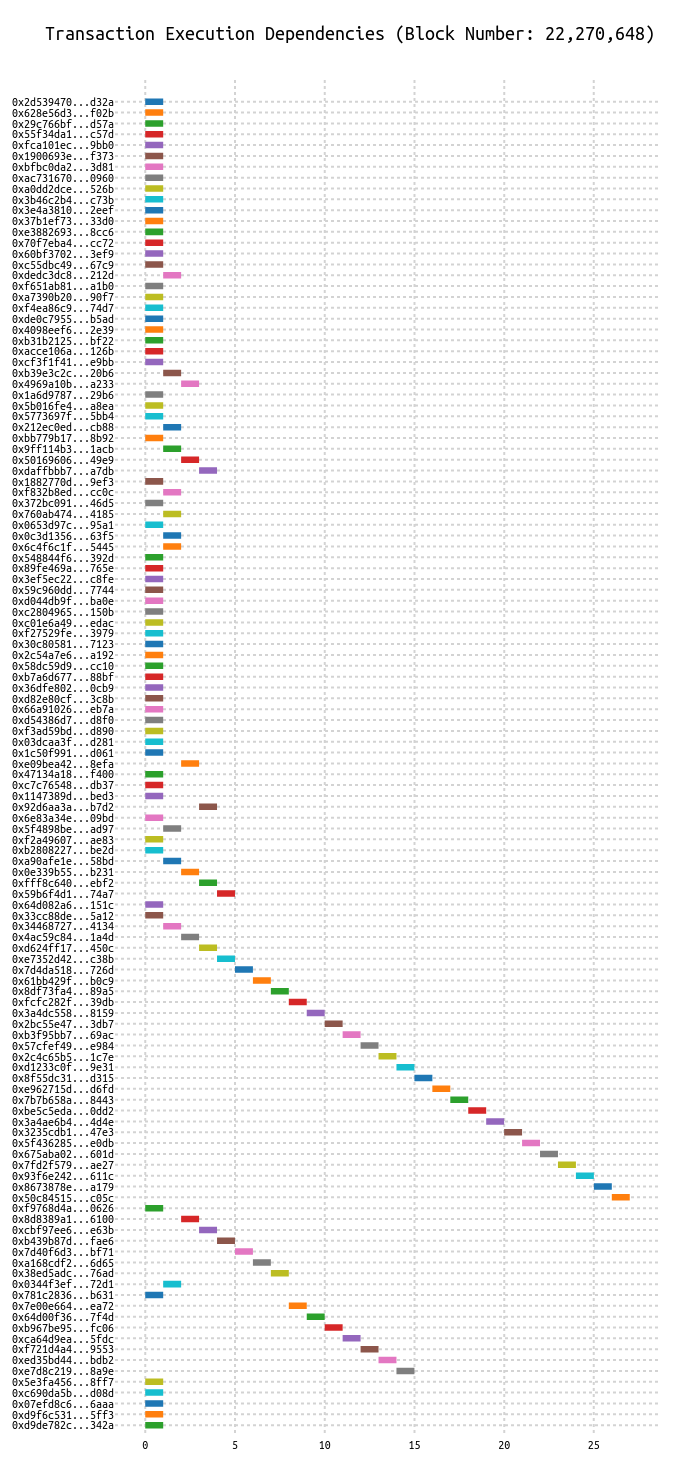 Transaction Execution Dependencies (Block Number: 22,270,648)
0x2d539470...d32a
0x628e56d3...f02b
0x29c766bf...d57a
0x55f34da1...c57d
0xfca101ec...9bb0
0x1900693e...f373
0xbfbc0da2...3d81
0xac731670...0960
0xa0dd2dce...526b
0x3b46c2b4...c73b
0x3e4a3810...2eef
0x37b1ef73...33d0
0xe3882693...8cc6
0x70f7eba4...cc72
0x60bf3702...3ef9
0xc55dbc49...67c9
0xdedc3dc8...212d
0xf651ab81...a1b0
0xa7390b20...90f7
0xf4ea86c9...74d7
0xde0c7955...b5ad
0x4098eef6...2e39
0xb31b2125...bf22
0xacce106a...126b
0xcf3f1f41...e9bb
0xb39e3c2c...20b6
0x4969a10b...a233
0x1a6d9787...29b6
0x5b016fe4...a8ea
0x5773697f...5bb4
0x212ec0ed...cb88
0xbb779b17...8b92
0x9ff114b3...1acb
0x50169606...49e9
0xdaffbbb7...a7db
0x1882770d...9ef3
0xf832b8ed...cc0c
0x372bc091...46d5
0x760ab474...4185
0x0653d97c...95a1
0x0c3d1356...63f5
0x6c4f6c1f...5445
0x548844f6...392d
0x89fe469a...765e
0x3ef5ec22...c8fe
0x59c960dd...7744
0xd044db9f...ba0e
0xc2804965...150b
0xc01e6a49...edac
0xf27529fe...3979
0x30c80581...7123
0x2c54a7e6...a192
0x58dc59d9...cc10
0xb7a6d677...88bf
0x36dfe802...0cb9
0xd82e80cf...3c8b
0x66a91026...eb7a
0xd54386d7...d8f0
0xf3ad59bd...d890
0x03dcaa3f...d281
0x1c50f991...d061
0xe09bea42...8efa
0x47134a18...f400
0xc7c76548...db37
0x1147389d...bed3
0x92d6aa3a...b7d2
0x6e83a34e...09bd
0x5f4898be...ad97
0xf2a49607...ae83
0xb2808227...be2d
0xa90afe1e...58bd
0x0e339b55...b231
0xfff8c640...ebf2
0x59b6f4d1...74a7
0x64d082a6...151c
0x33cc88de...5a12
0x34468727...4134
0x4ac59c84...1a4d
0xd624ff17...450c
0xe7352d42...c38b
0x7d4da518...726d
0x61bb429f...b0c9
0x8df73fa4...89a5
0xfcfc282f...39db
0x3a4dc558...8159
0x2bc55e47...3db7
0xb3f95bb7...69ac
0x57cfef49...e984
0x2c4c65b5...1c7e
0xd1233c0f...9e31
0x8f55dc31...d315
0xe962715d...d6fd
0x7b7b658a...8443
0xbe5c5eda...0dd2
0x3a4ae6b4...4d4e
0x3235cdb1...47e3
0x5f436285...e0db
0x675aba02...601d
0x7fd2f579...ae27
0x93f6e242...611c
0x8673878e...a179
0x50c84515...c05c
0xf9768d4a...0626
0x8d8389a1...6100
0xcbf97ee6...e63b
0xb439b87d...fae6
0x7d40f6d3...bf71
0xa168cdf2...6d65
0x38ed5adc...76ad
0x0344f3ef...72d1
0x781c2836...b631
0x7e00e664...ea72
0x64d00f36...7f4d
0xb967be95...fc06
0xca64d9ea...5fdc
0xf721d4a4...9553
0xed35bd44...bdb2
0xe7d8c219...8a9e
0x5e3fa456...8ff7
0xc690da5b...d08d
0x07efd8c6...6aaa
0xd9f6c531...5ff3
0xd9de782c...342a
0 5 10 15 20 25